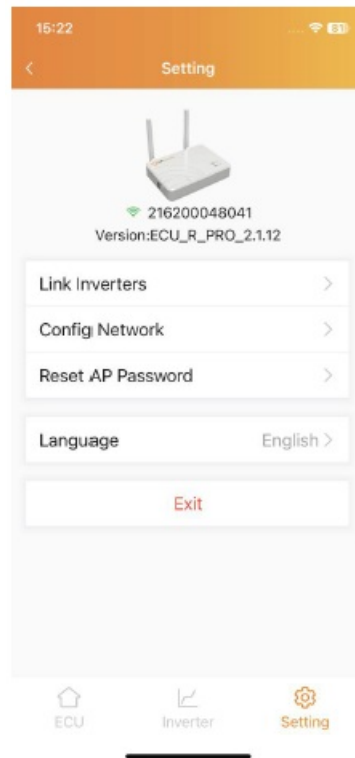 15:22
81
Setting
216200048041
Version:ECU_R_PRO_2.1.12
Link Inverters
Config Network
Reset AP Password
Language English
Exit
ECU Inverter Setting